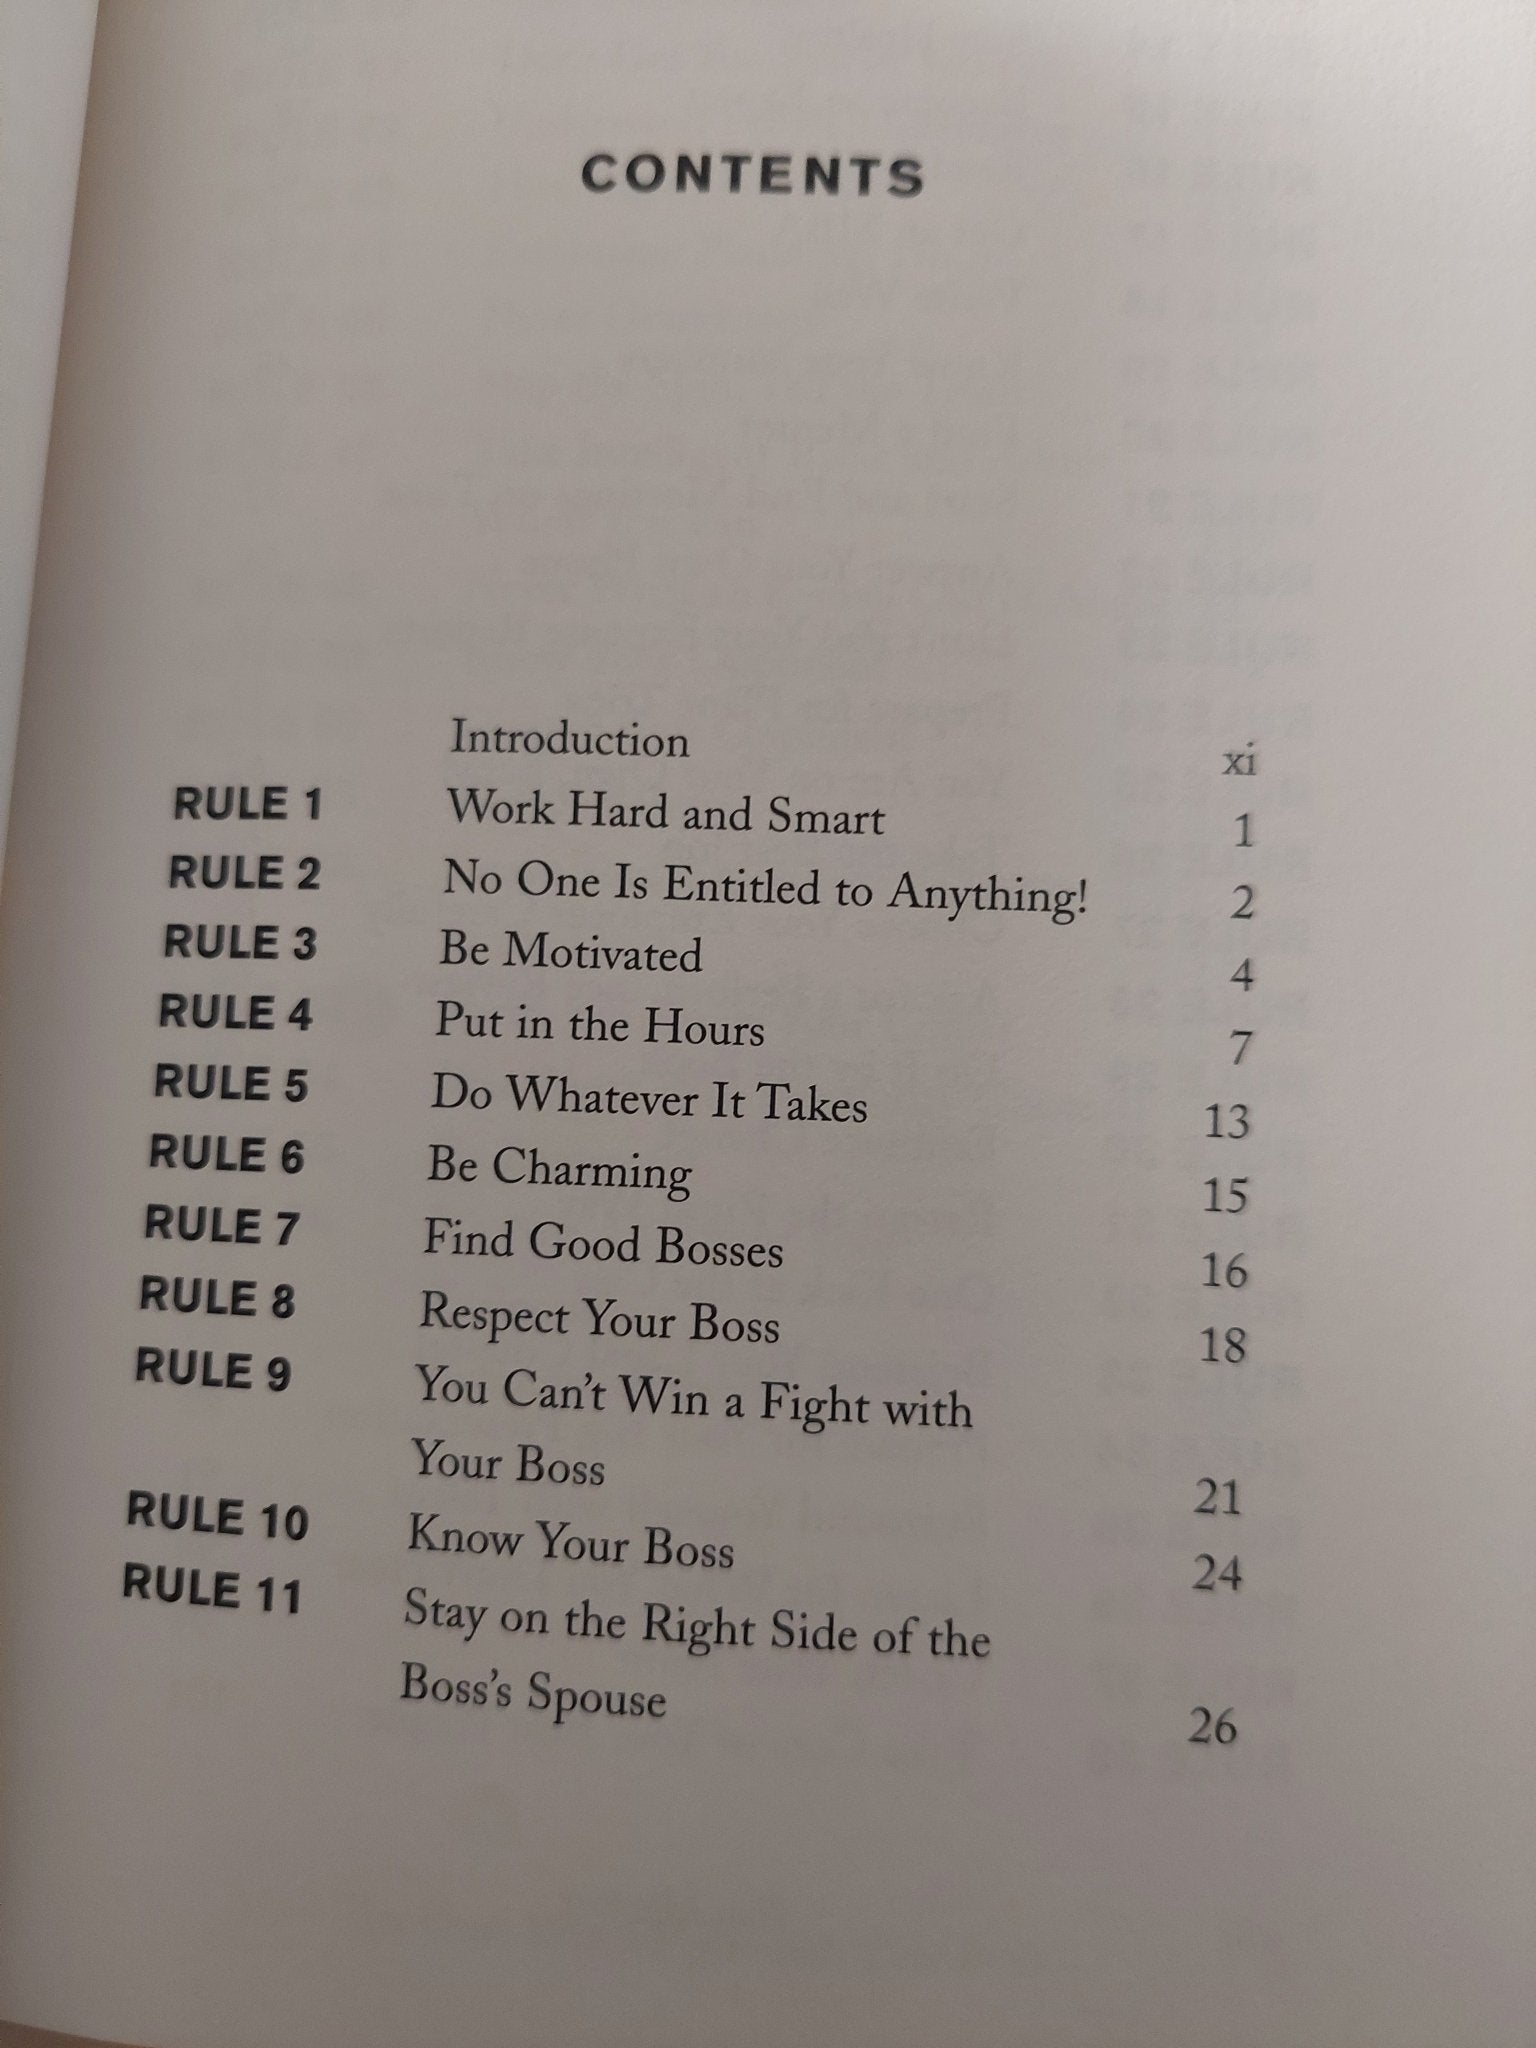 CONTENTS
Introduction xi
RULE 1 Work Hard and Smart 1
RULE 2 No One Is Entitled to Anything! 2
RULE 3 Be Motivated 4
RULE 4 Put in the Hours 7
RULE 5 Do Whatever It Takes 13
RULE 6 Be Charming 15
RULE 7 Find Good Bosses 16
RULE 8 Respect Your Boss 18
RULE 9 You Can't Win a Fight with
Your Boss 21
RULE 10 Know Your Boss 24
RULE 11 Stay on the Right Side of the
Boss's Spouse 26